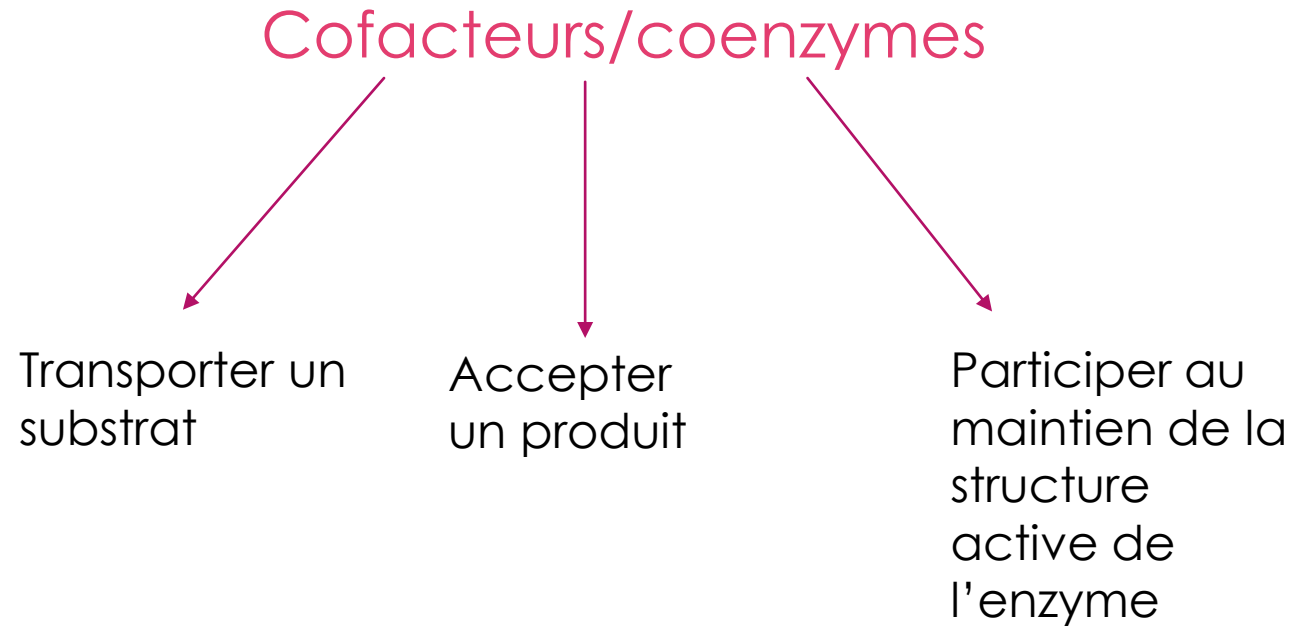 Cofacteurs/coenzymes
Transporter un
substrat
Accepter
un produit
Participer au
maintien de la
structure
active de
l’enzyme